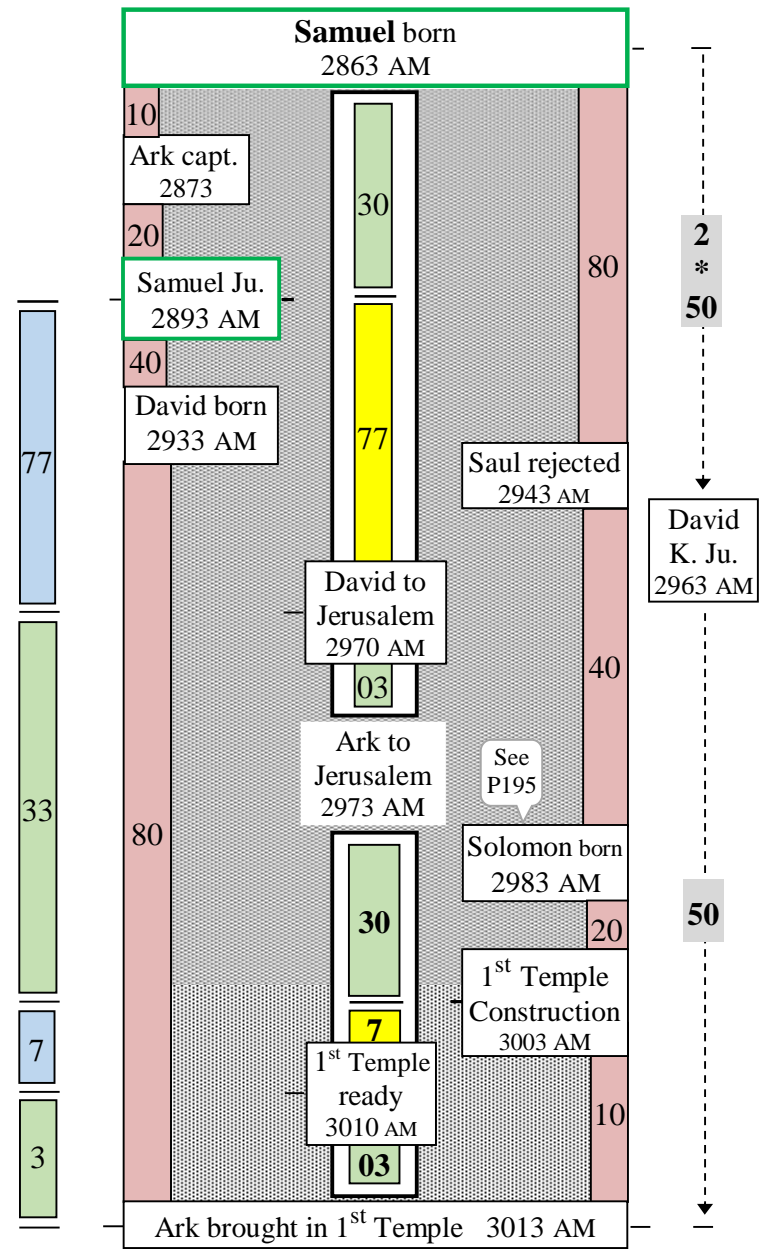 Samuel born
2863 AM
10
Ark capt.
2873
20
Samuel Ju.
2893 AM
40
David born
2933 AM
80
77
33
7
3
30
77
David to
Jerusalem
2970 AM
03
Ark to
Jerusalem
2973 AM
30
7
1st Temple
ready
3010 AM
03
80
Saul rejected
2943 AM
40
See
P195
Solomon born
2983 AM
20
1st Temple
Construction
3003 AM
10
2
*
50
David
K. Ju.
2963 AM
50
Ark brought in 1st Temple 3013 AM